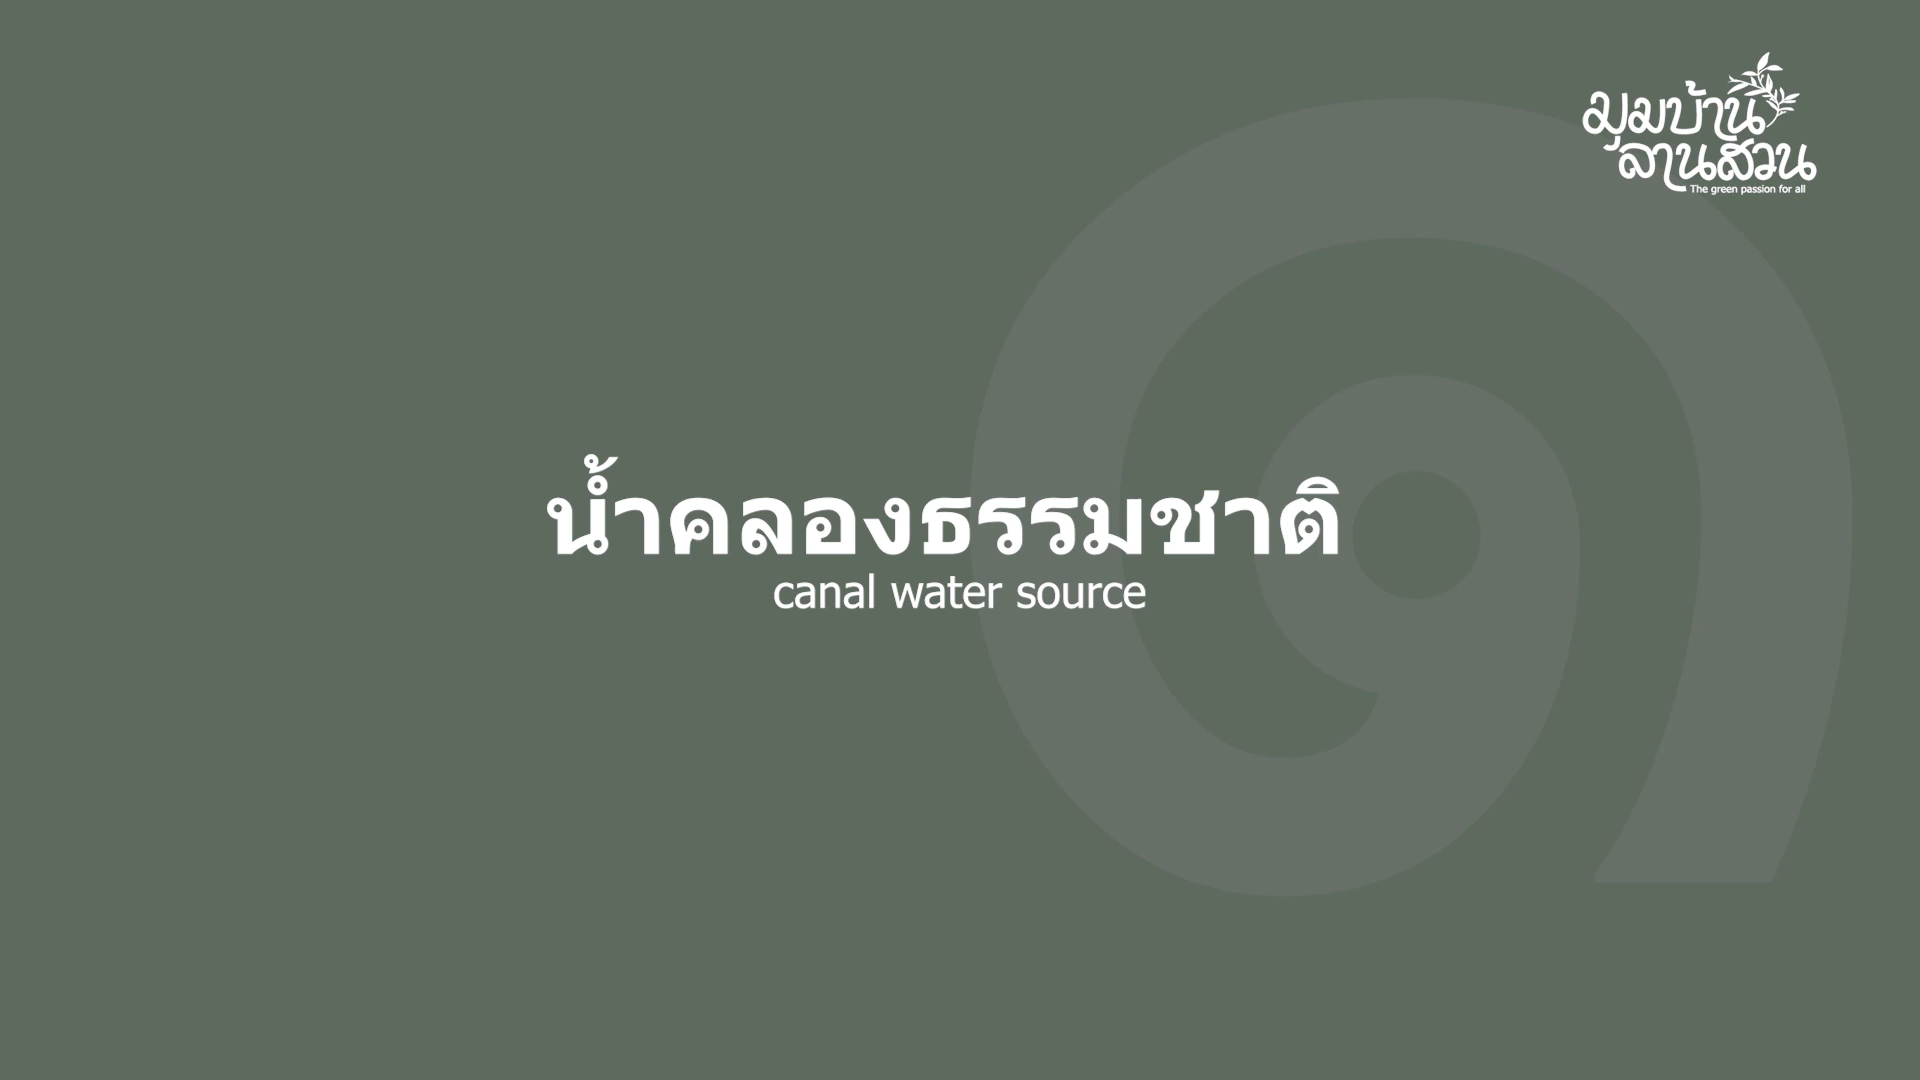 มุมบ้าน
ลานสวน
The green passion for all
๑
น้ำคลองธรรมชาติ
canal water source